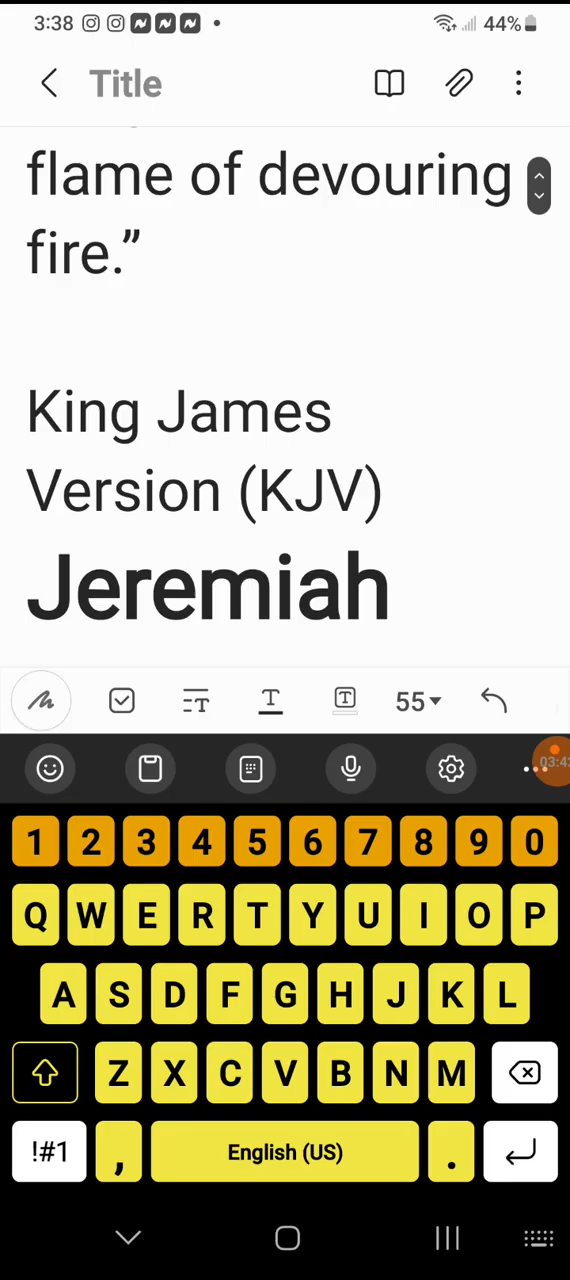 3:38 44%
Title
flame of devouring
fire.”
King James
Version (KJV)
Jeremiah
55
1 2 3 4 5 6 7 8 9 0
Q W E R T Y U I O P
A S D F G H J K L
Z X C V B N M
!#1 , English (US) .